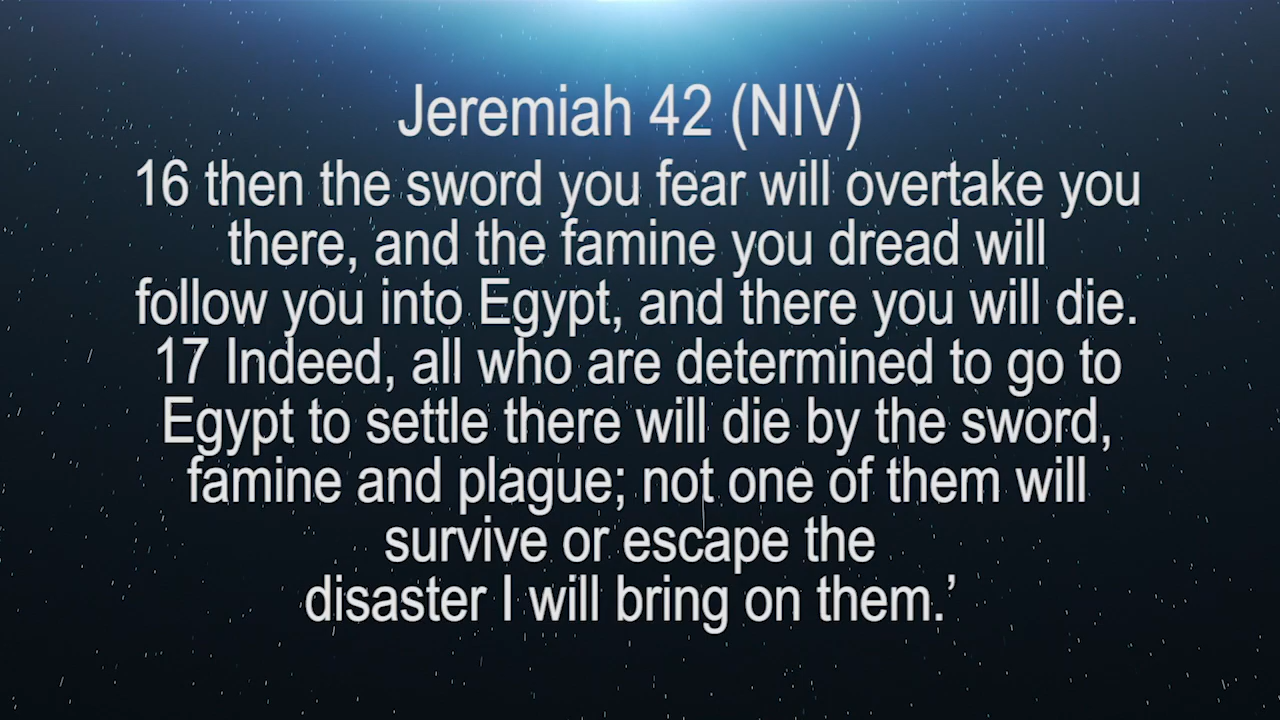 Jeremiah 42 (NIV)
16 then the sword you fear will overtake you
there, and the famine you dread will
follow you into Egypt, and there you will die.
17 Indeed, all who are determined to go to
Egypt to settle there will die by the sword,
famine and plague; not one of them will
survive or escape the
disaster I will bring on them.’